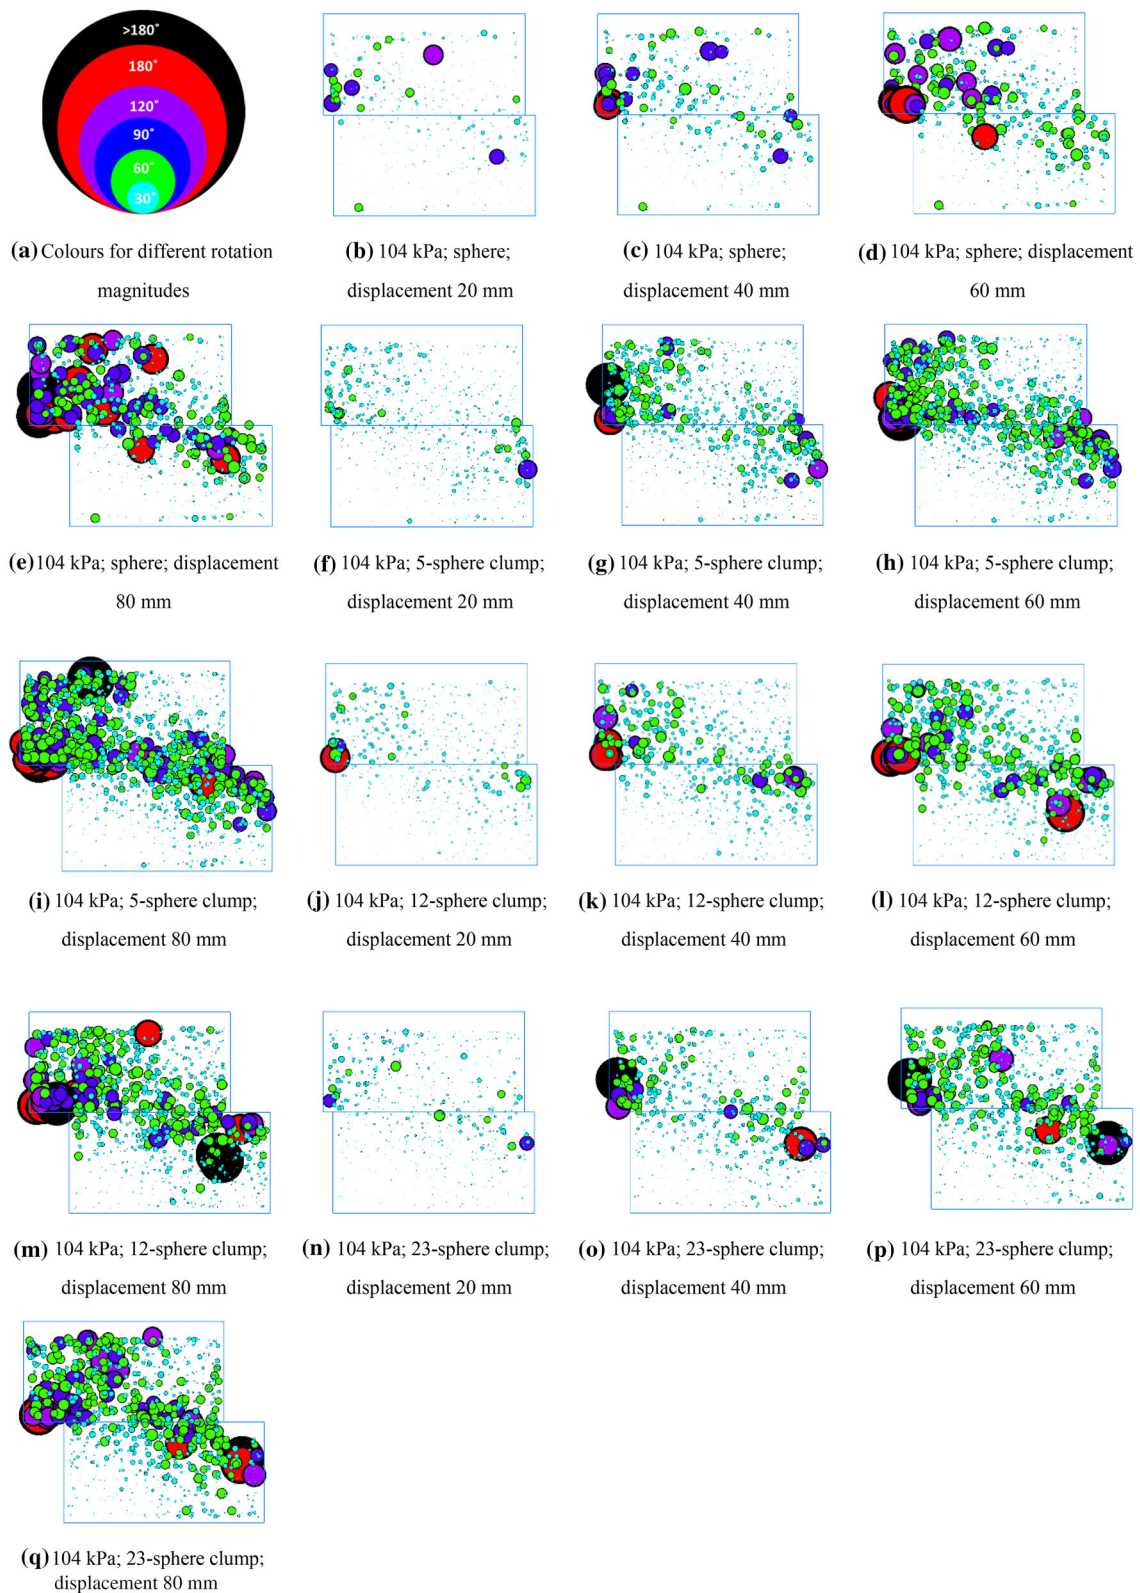 >180°
180°
120°
90°
60°
30°
(a) Colours for different rotation
magnitudes
(b) 104 kPa; sphere;
displacement 20 mm
(c) 104 kPa; sphere;
displacement 40 mm
(d) 104 kPa; sphere; displacement
60 mm
(e) 104 kPa; sphere; displacement
80 mm
(f) 104 kPa; 5-sphere clump;
displacement 20 mm
(g) 104 kPa; 5-sphere clump;
displacement 40 mm
(h) 104 kPa; 5-sphere clump;
displacement 60 mm
(i) 104 kPa; 5-sphere clump;
displacement 80 mm
(j) 104 kPa; 12-sphere clump;
displacement 20 mm
(k) 104 kPa; 12-sphere clump;
displacement 40 mm
(l) 104 kPa; 12-sphere clump;
displacement 60 mm
(m) 104 kPa; 12-sphere clump;
displacement 80 mm
(n) 104 kPa; 23-sphere clump;
displacement 20 mm
(o) 104 kPa; 23-sphere clump;
displacement 40 mm
(p) 104 kPa; 23-sphere clump;
displacement 60 mm
(q) 104 kPa; 23-sphere clump;
displacement 80 mm